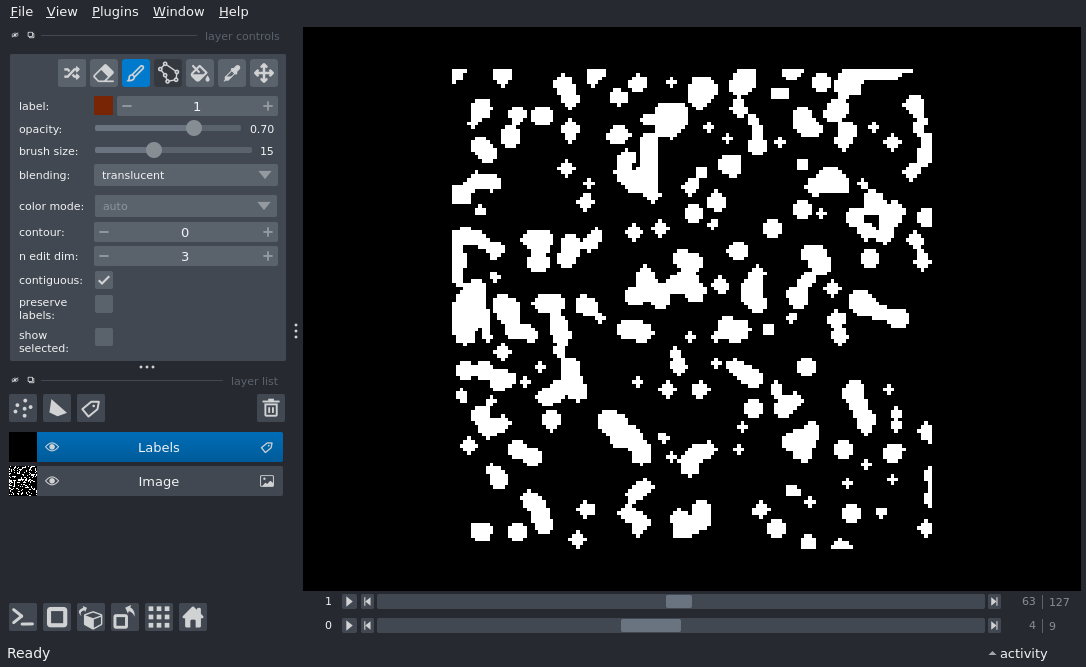 File View Plugins Window Help
layer controls
label: 1
opacity: 0.70
brush size: 15
blending: translucent
color mode: auto
contour: 0
n edit dim: 3
contiguous:
preserve
labels:
show
selected:
layer list
Labels
Image
1 63 127
0 4 9
Ready activity